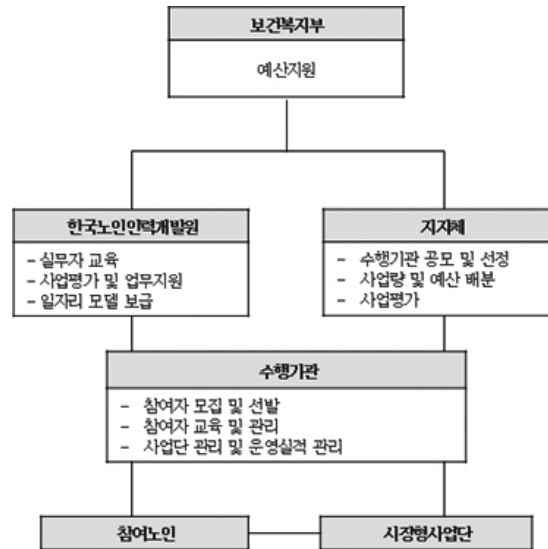 보건복지부
예산지원
한국노인인력개발원
- 실무자 교육
- 사업평가 및 업무지원
- 일자리 모델 보급
지자체
- 수행기관 공모 및 선정
- 사업량 및 예산 배분
- 사업평가
수행기관
- 참여자 모집 및 선발
- 참여자 교육 및 관리
- 사업단 관리 및 운영실적 관리
참여노인
시장형사업단